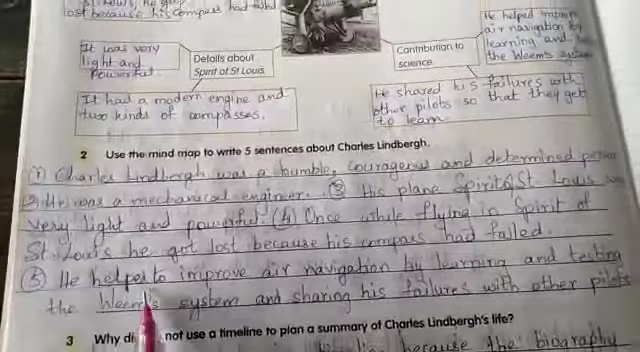 lost because his compass had failed
It was very
light and
powerful.
Details about
Spirit of St Louis
He helped improve
air navigation by
learning and
the Weem's system
Contribution to
science
It had a modern engine and
two kinds of compasses.
He shared his failures with
other pilots so that they get
to learn
2 Use the mind map to write 5 sentences about Charles Lindbergh.
(1) Charles Lindbergh was a humble, courageous and determined person
(2) He was a mechanical engineer. (3) His plane Spirit of St Louis was
very light and powerful (4) Once while flying in Spirit of
St. Louis he got lost because his compass had failed.
(5) He helped to improve air navigation by learning and testing
the Weem's system and sharing his failures with other pilots
3 Why di not use a timeline to plan a summary of Charles Lindbergh's life?
because the biography